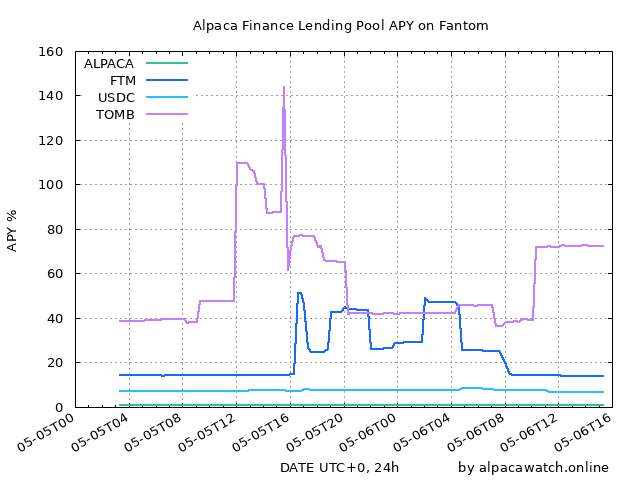 Alpaca Finance Lending Pool APY on Fantom
160
140
120
100
80
60
40
20
0
APY %
ALPACA
FTM
USDC
TOMB
05-05T00
05-05T04
05-05T08
05-05T12
05-05T16
05-05T20
05-06T00
05-06T04
05-06T08
05-06T12
05-06T16
DATE UTC+0, 24h
by alpacawatch.online